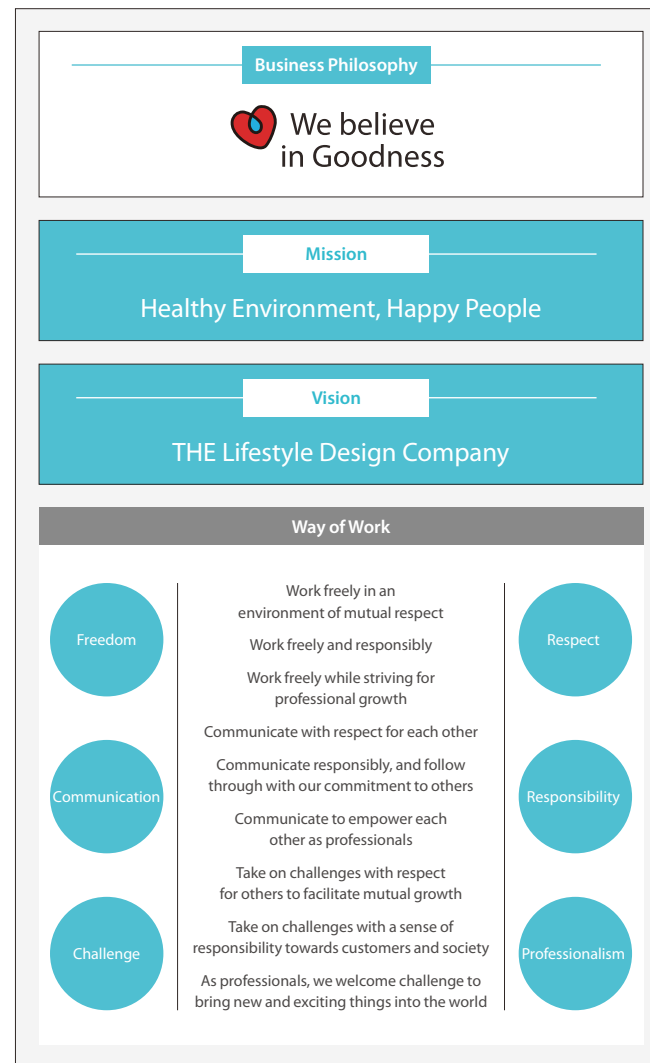 Business Philosophy
We believe
in Goodness
Mission
Healthy Environment, Happy People
Vision
THE Lifestyle Design Company
Way of Work
Freedom
Communication
Challenge
Work freely in an
environment of mutual respect
Work freely and responsibly
Work freely while striving for
professional growth
Communicate with respect for each other
Communicate responsibly, and follow
through with our commitment to others
Communicate to empower each
other as professionals
Take on challenges with respect
for others to facilitate mutual growth
Take on challenges with a sense of
responsibility towards customers and society
As professionals, we welcome challenge to
bring new and exciting things into the world
Respect
Responsibility
Professionalism